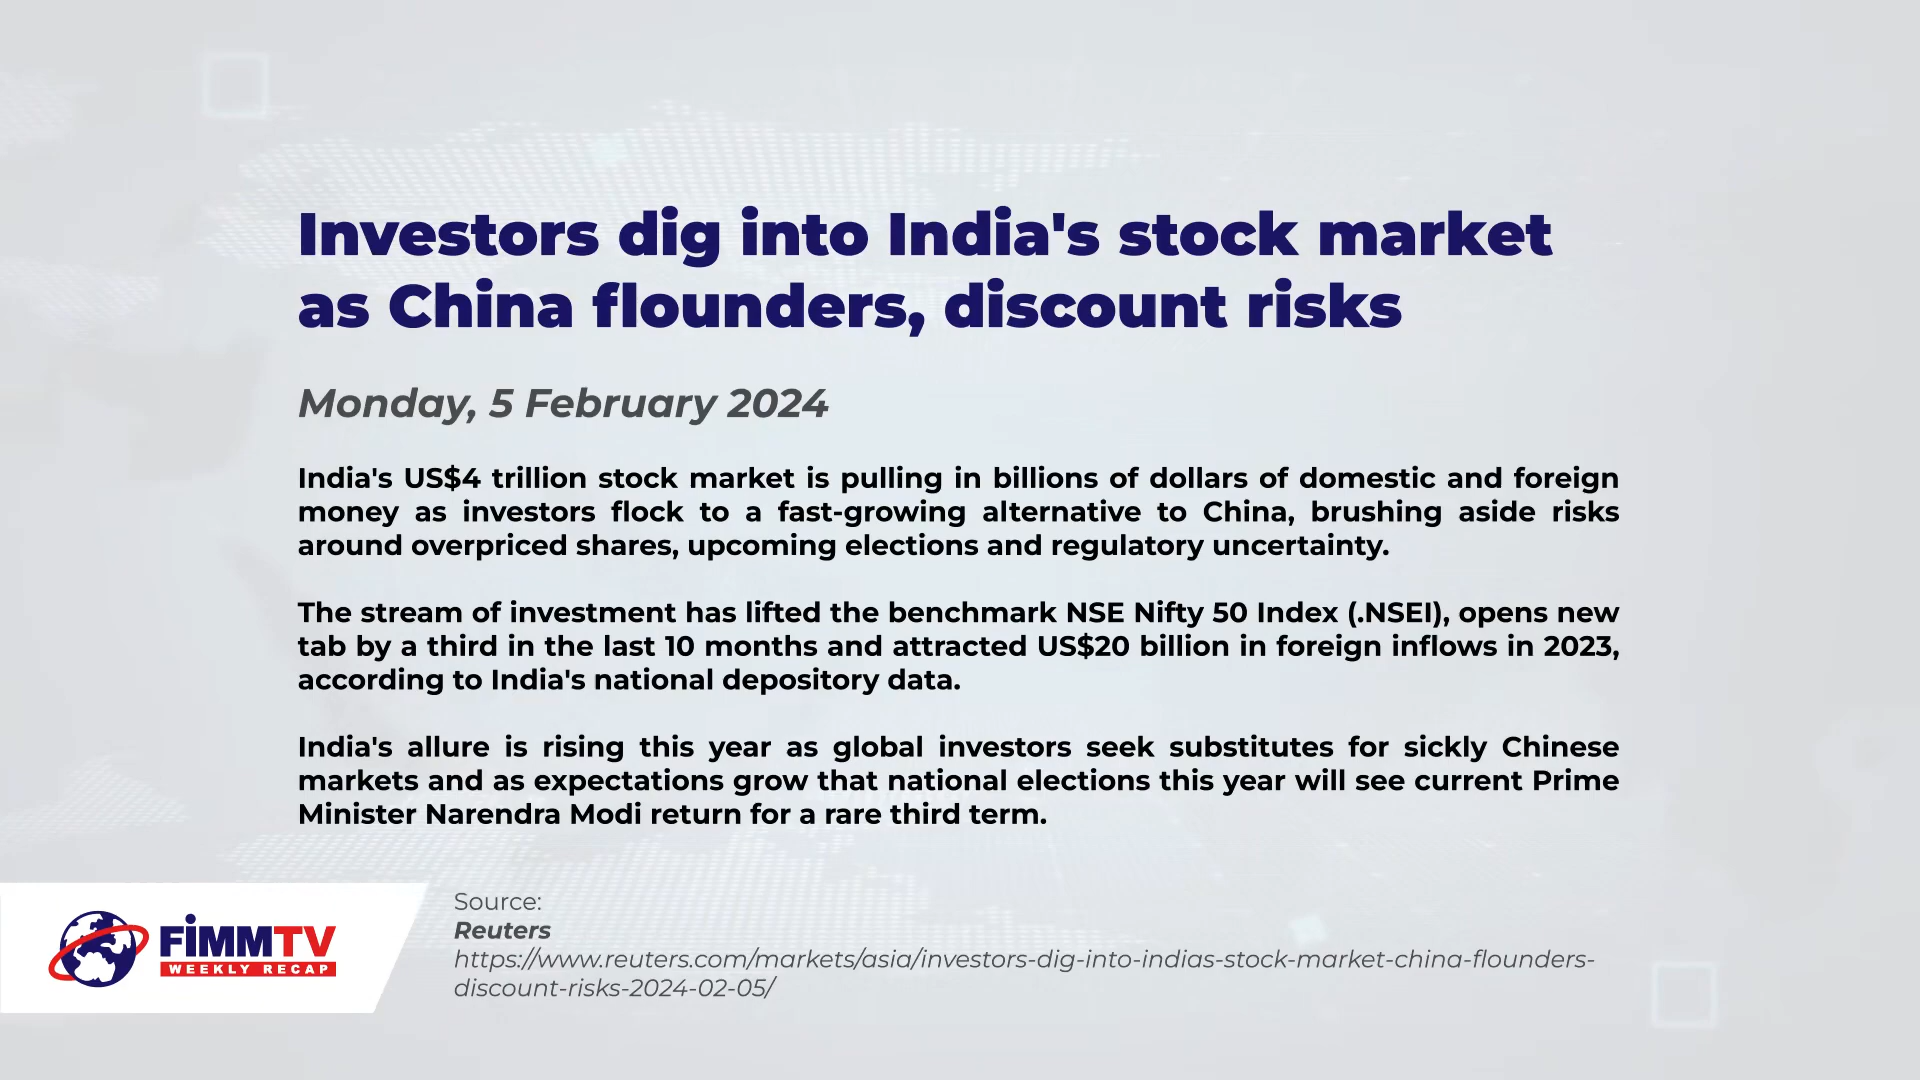 Investors dig into India's stock market
as China flounders, discount risks
Monday, 5 February 2024
India's US$4 trillion stock market is pulling in billions of dollars of domestic and foreign
money as investors flock to a fast-growing alternative to China, brushing aside risks
around overpriced shares, upcoming elections and regulatory uncertainty.
The stream of investment has lifted the benchmark NSE Nifty 50 Index (.NSEI), opens new
tab by a third in the last 10 months and attracted US$20 billion in foreign inflows in 2023,
according to India's national depository data.
India's allure is rising this year as global investors seek substitutes for sickly Chinese
markets and as expectations grow that national elections this year will see current Prime
Minister Narendra Modi return for a rare third term.
FiMMTV
WEEKLY RECAP
Source:
Reuters
https://www.reuters.com/markets/asia/investors-dig-into-indias-stock-market-china-flounders-
discount-risks-2024-02-05/